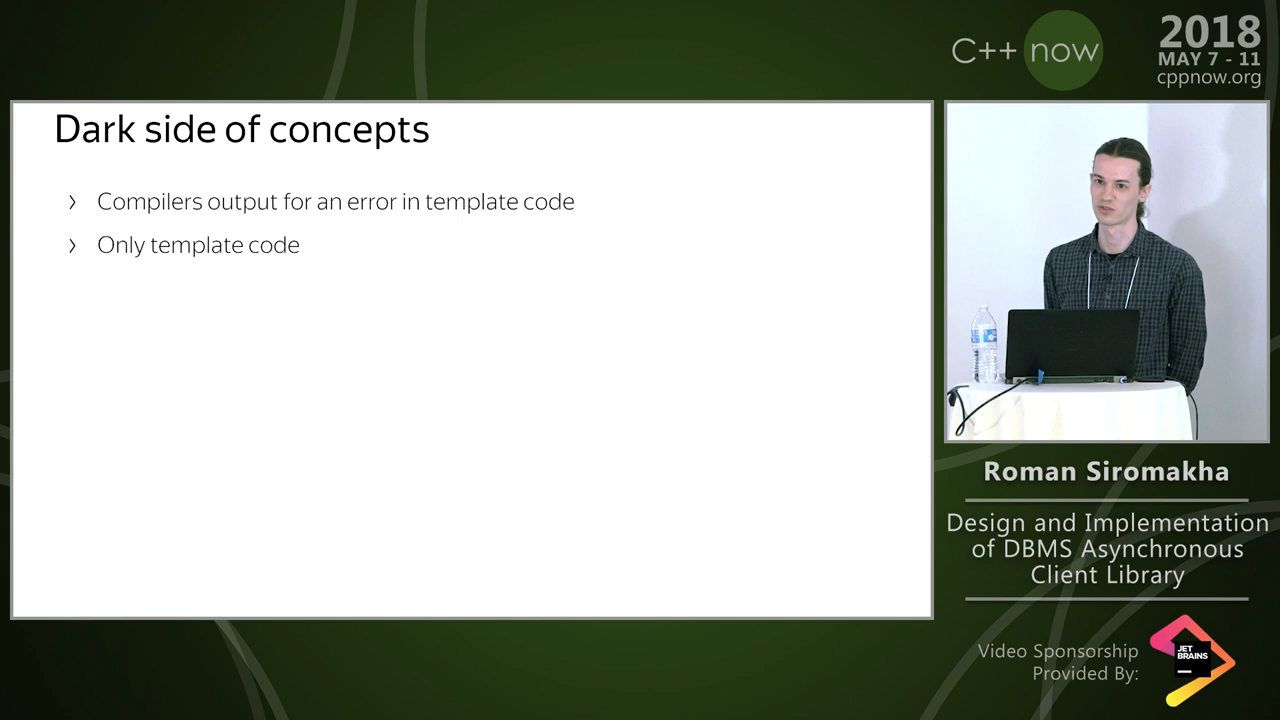 C++ now
2018
MAY 7 - 11
cppnow.org
Dark side of concepts
› Compilers output for an error in template code
› Only template code
Roman Siromakha
Design and Implementation
of DBMS Asynchronous
Client Library
Video Sponsorship
Provided By:
JET
BRAINS